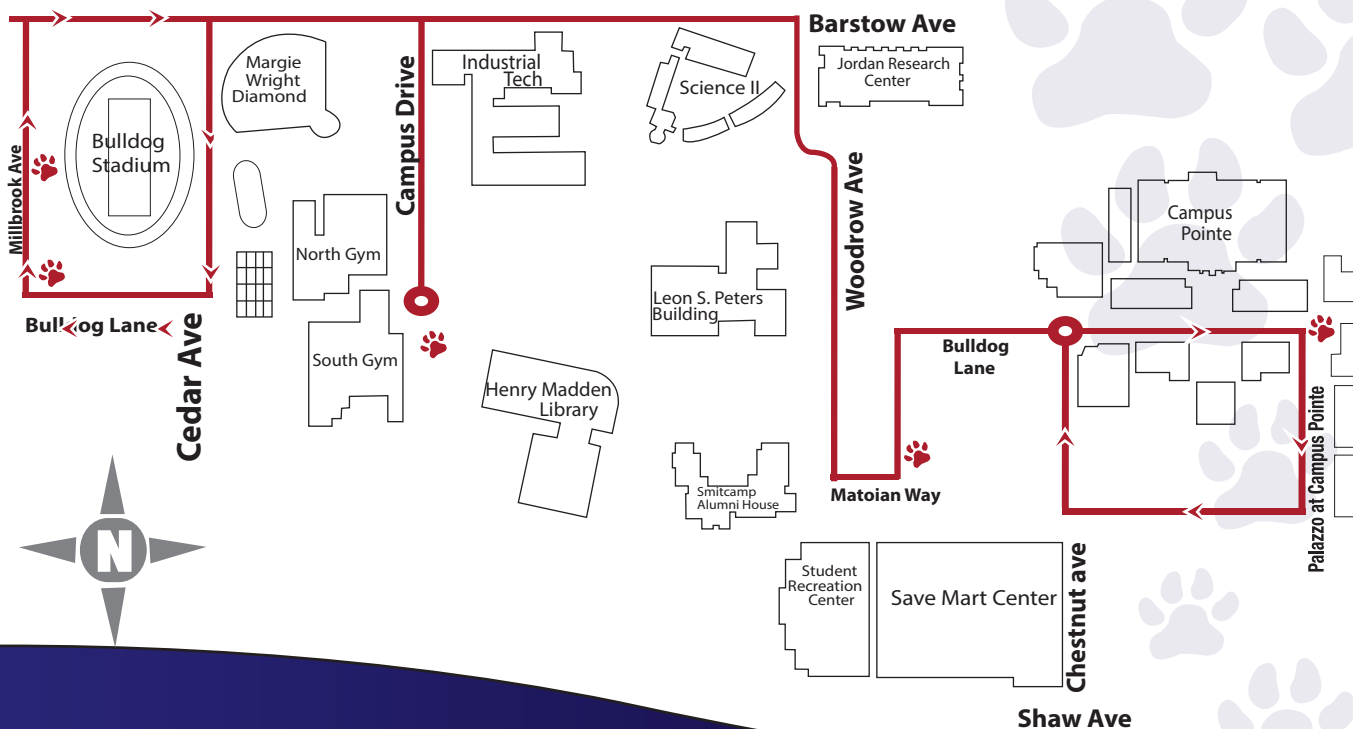 Barstow Ave
Margie
Wright
Diamond
Industrial
Tech
Science II
Jordan Research
Center
Campus Drive
Millbrook Ave
Bulldog
Stadium
Woodrow Ave
Campus
Pointe
North Gym
Leon S. Peters
Building
Bulldog Lane
Cedar Ave
South Gym
Bulldog
Lane
Henry Madden
Library
Palazzo at Campus Pointe
Smitcamp
Alumni House
Matoian Way
N
Student
Recreation
Center
Save Mart Center
Chestnut ave
Shaw Ave